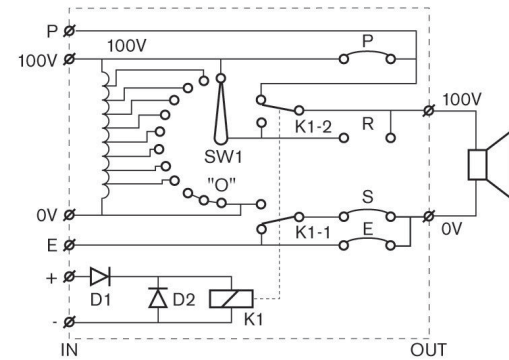 P
100V
100V
P
100V
K1-2
R
SW1
"O"
0V
S
0V
E
K1-1
E
+
D1
D2
K1
-
IN
OUT